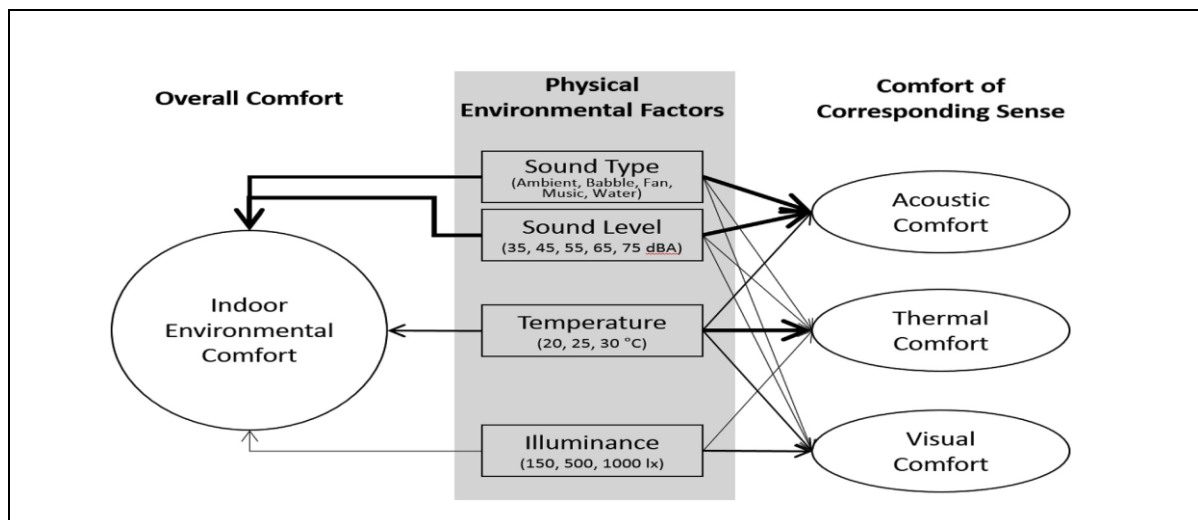 Overall Comfort
Physical
Environmental Factors
Comfort of
Corresponding Sense
Sound Type
(Ambient, Babble, Fan,
Music, Water)
Sound Level
(35, 45, 55, 65, 75 dBA)
Temperature
(20, 25, 30 °C)
Illuminance
(150, 500, 1000 lx)
Indoor
Environmental
Comfort
Acoustic
Comfort
Thermal
Comfort
Visual
Comfort